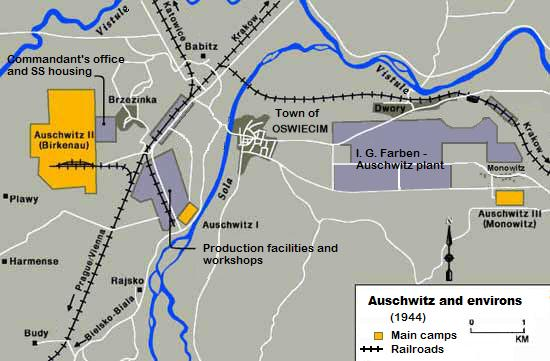 Vistule
Katowice
Krakow
Babitz
Commandant's office
and SS housing
Vistule
Brzezinka
Town of
OSWIECIM
Dwory
Auschwitz II
(Birkenau)
I. G. Farben -
Auschwitz plant
Krakow
Monowitz
Plawy
Sola
Auschwitz I
Auschwitz III
(Monowitz)
N
Production facilities and
workshops
Harmense
Prague/Vienna
Rajsko
Bielsko-Biala
Budy
Auschwitz and environs
(1944)
Main camps
Railroads
0 1
KM